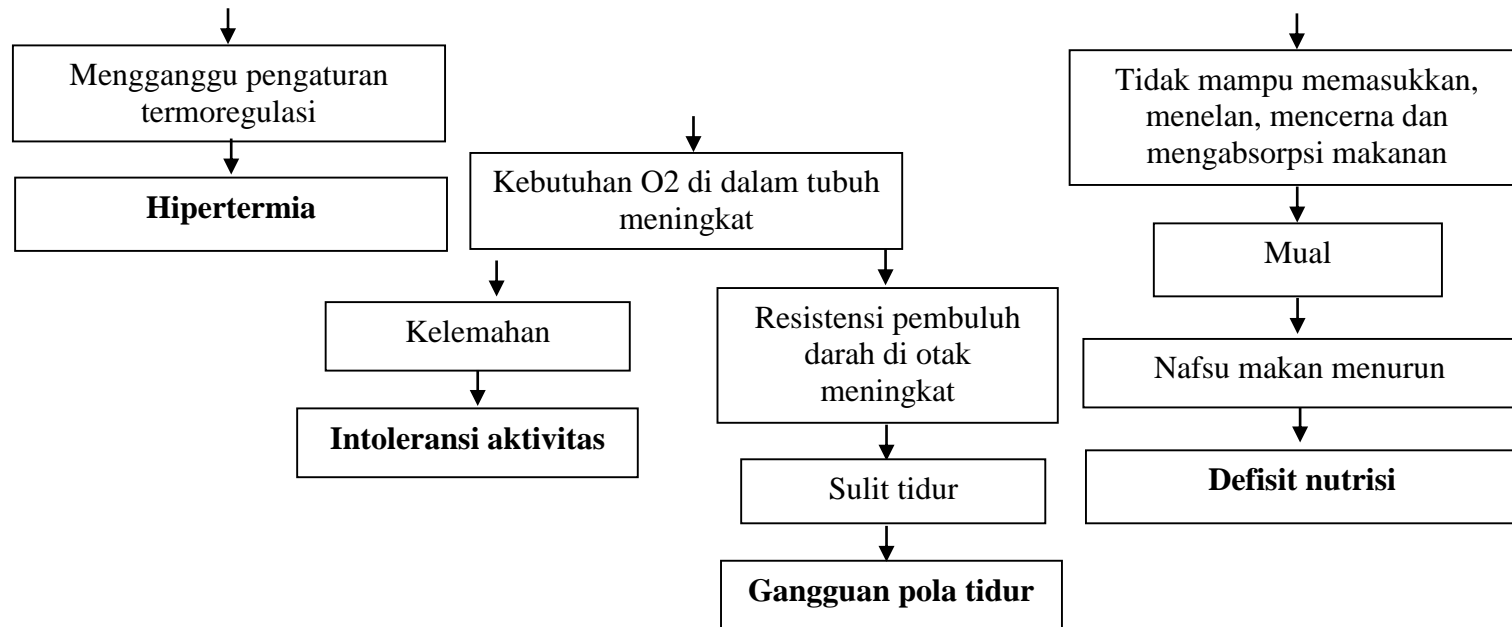 Mengganggu pengaturan
termoregulasi
Hipertermia
Kebutuhan O2 di dalam tubuh
meningkat
Kelemahan
Intoleransi aktivitas
Resistensi pembuluh
darah di otak
meningkat
Sulit tidur
Gangguan pola tidur
Tidak mampu memasukkan,
menelan, mencerna dan
mengabsorpsi makanan
Mual
Nafsu makan menurun
Defisit nutrisi